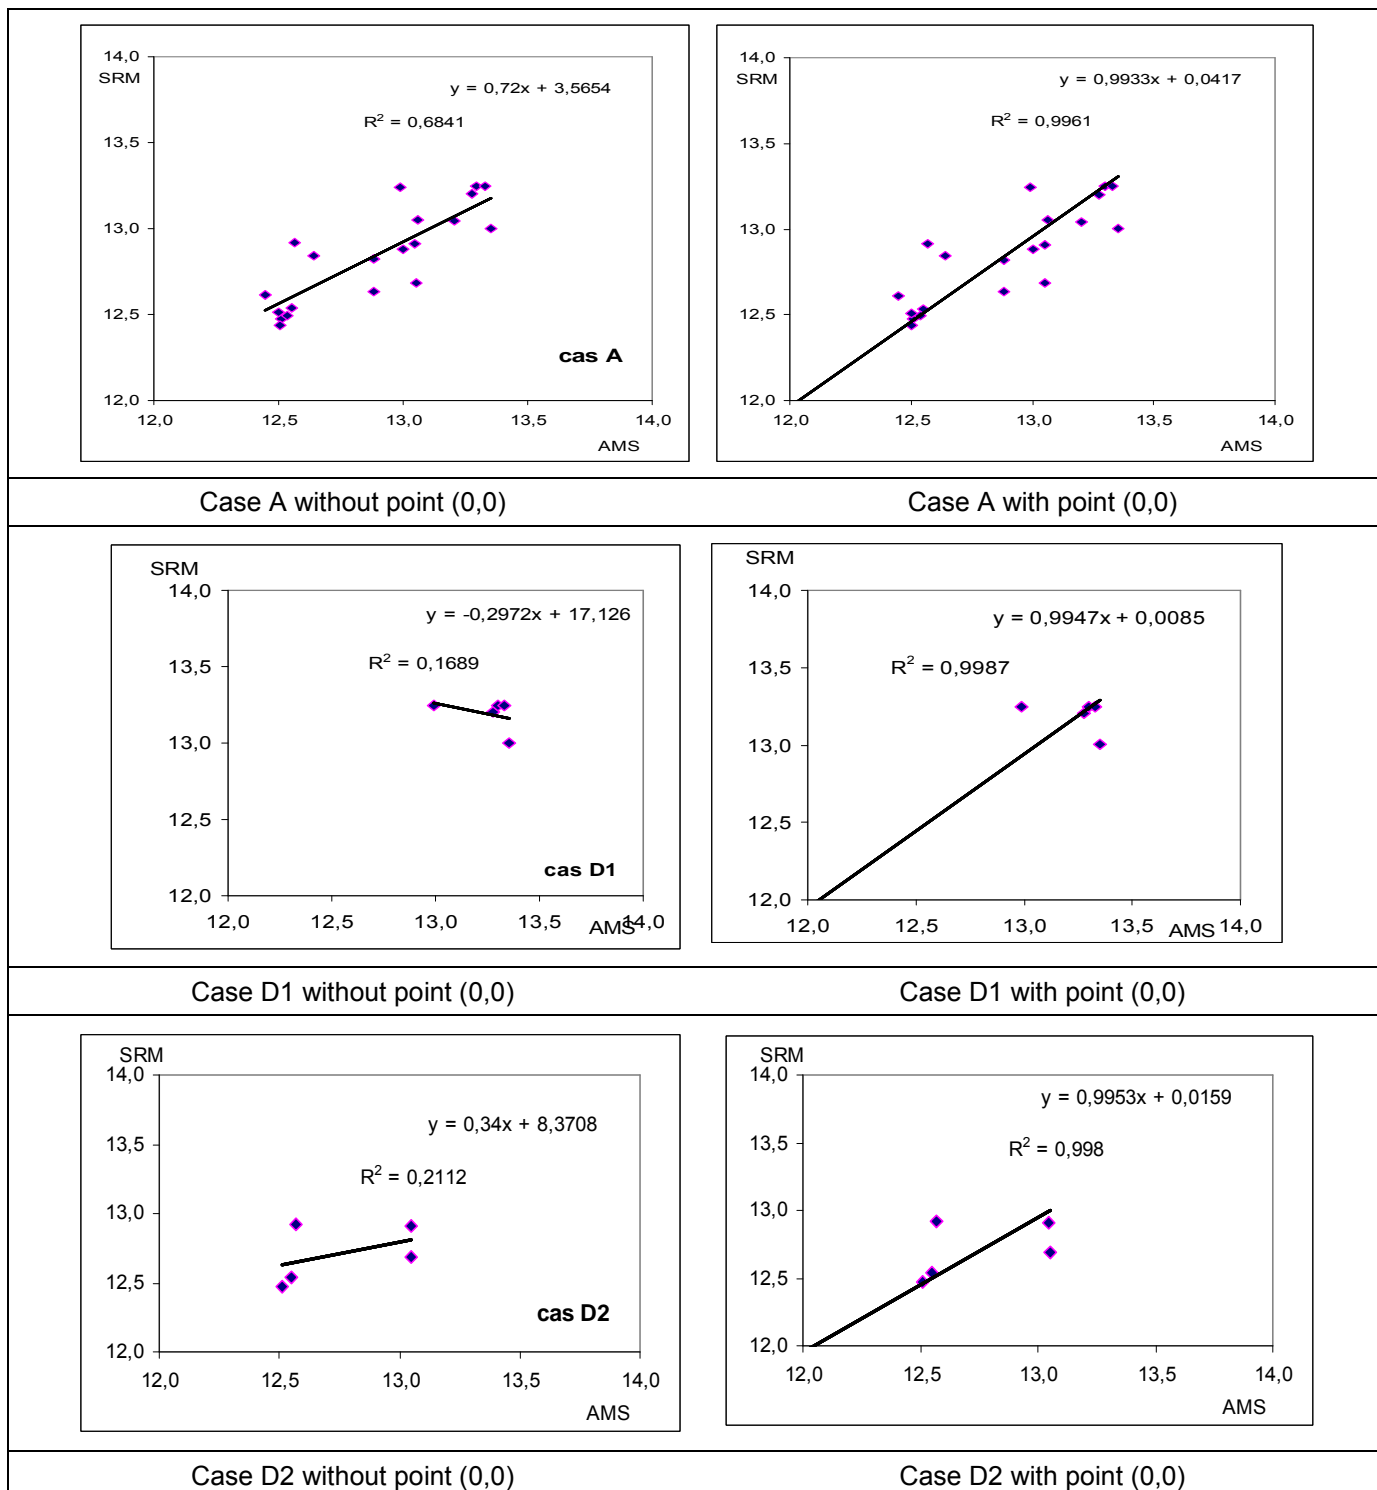 14,0
SRM
y = 0,72x + 3,5654
R² = 0,6841
13,5
13,0
12,5
cas A
12,0
12,0 12,5 13,0 13,5 14,0
AMS
14,0
SRM
y = 0,9933x + 0,0417
R² = 0,9961
13,5
13,0
12,5
12,0
12,0 12,5 13,0 13,5 14,0
AMS
Case A without point (0,0)
Case A with point (0,0)
SRM
14,0
y = -0,2972x + 17,126
R² = 0,1689
13,5
13,0
12,5
cas D1
12,0
12,0 12,5 13,0 13,5 14,0
AMS
SRM
14,0
y = 0,9947x + 0,0085
R² = 0,9987
13,5
13,0
12,5
12,0
12,0 12,5 13,0 13,5 14,0
AMS
Case D1 without point (0,0)
Case D1 with point (0,0)
SRM
14,0
y = 0,34x + 8,3708
13,5
R² = 0,2112
13,0
12,5
cas D2
12,0
12,0 12,5 13,0 13,5 14,0
AMS
SRM
14,0
y = 0,9953x + 0,0159
13,5
R² = 0,998
13,0
12,5
12,0
12,0 12,5 13,0 13,5 14,0
AMS
Case D2 without point (0,0)
Case D2 with point (0,0)